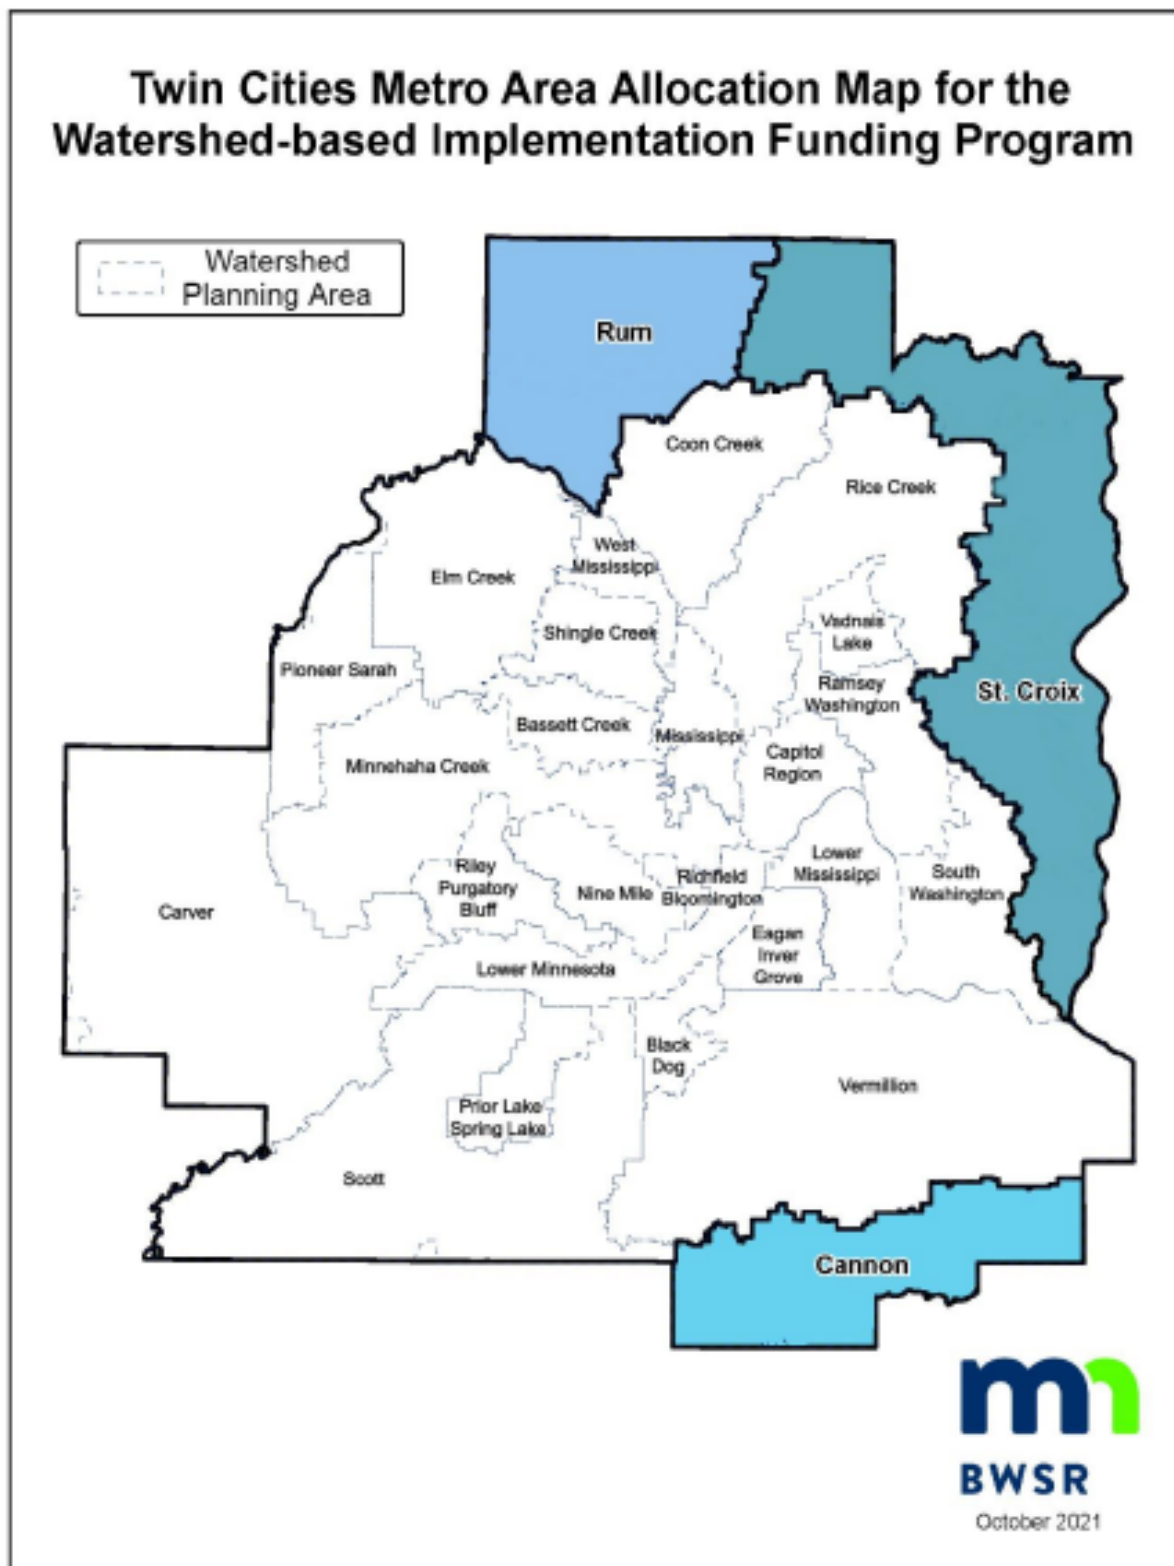 Twin Cities Metro Area Allocation Map for the
Watershed-based Implementation Funding Program
Watershed
Planning Area
Rum
Coon Creek
Rice Creek
West
Mississippi
Elm Creek
Shingle Creek
Vadnais
Lake
Pioneer Sarah
Ramsey
Washington
St. Croix
Bassett Creek
Mississippi
Capitol
Region
Minnehaha Creek
Riley
Purgatory
Bluff
Nine Mile
Richfield
Bloomington
Lower
Mississippi
South
Washington
Carver
Eagan
Inver
Grove
Lower Minnesota
Black
Dog
Vermillion
Prior Lake
Spring Lake
Scott
Cannon
mn
BWSR
October 2021